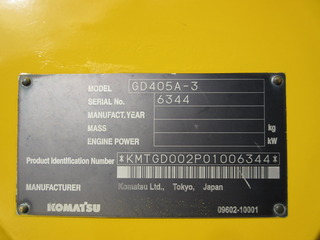 MODEL GD405A-3
SERIAL No. 6344
MANUFACT.YEAR
MASS kg
ENGINE POWER kW
Product Identification Number *KMTGD002P01006344*
MANUFACTURER Komatsu Ltd., Tokyo, Japan
KOMATSU 09602-10001